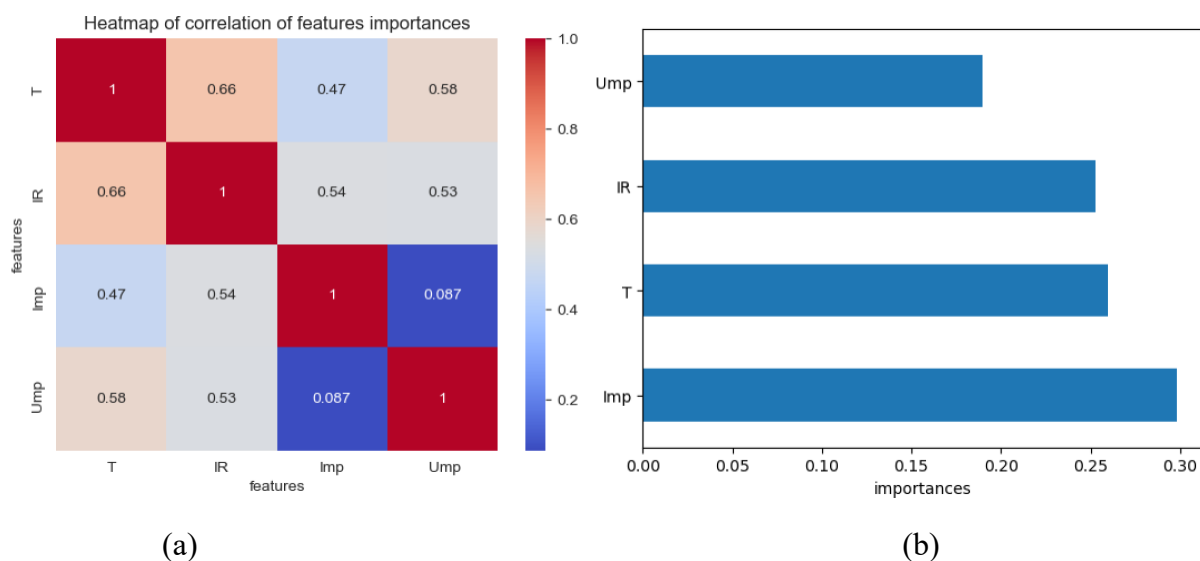 Heatmap of correlation of features importances
features
T
1
0.66
0.47
0.58
IR
0.66
1
0.54
0.53
Imp
0.47
0.54
1
0.087
Ump
0.58
0.53
0.087
1
T
IR
Imp
Ump
features
1.0
0.8
0.6
0.4
0.2
(a)
Ump
IR
T
Imp
0.00
0.05
0.10
0.15
0.20
0.25
0.30
importances
(b)